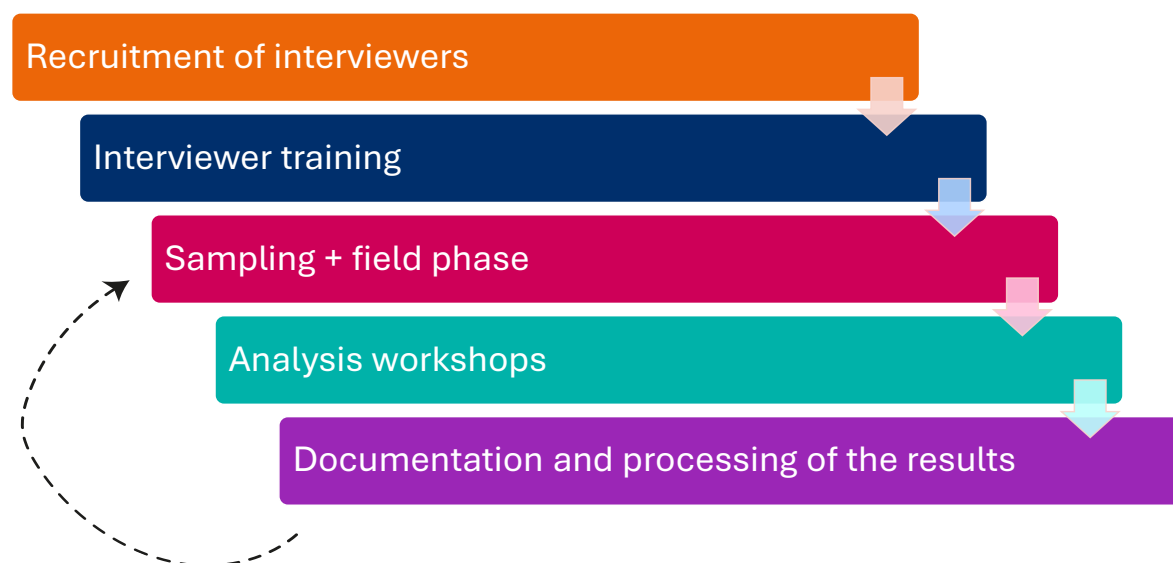 Recruitment of interviewers
Interviewer training
Sampling + field phase
Analysis workshops
Documentation and processing of the results